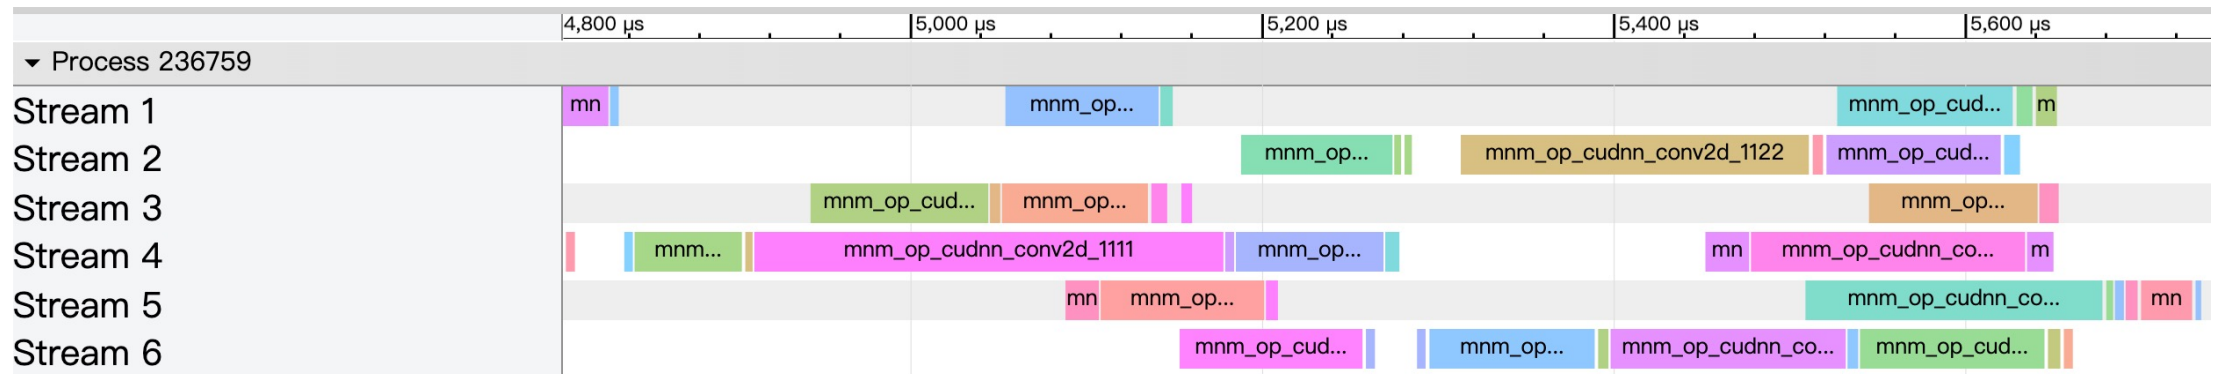 4,800 μs 5,000 μs 5,200 μs 5,400 μs 5,600 μs
Process 236759
Stream 1 mn mnm_op... mnm_op_cud... m
Stream 2 mnm_op... mnm_op_cudnn_conv2d_1122 mnm_op_cud...
Stream 3 mnm_op_cud... mnm_op... mnm_op...
Stream 4 mnm... mnm_op_cudnn_conv2d_1111 mnm_op... mn mnm_op_cudnn_co... m
Stream 5 mn mnm_op... mnm_op_cudnn_co... mn
Stream 6 mnm_op_cud... mnm_op... mnm_op_cudnn_co... mnm_op_cud...